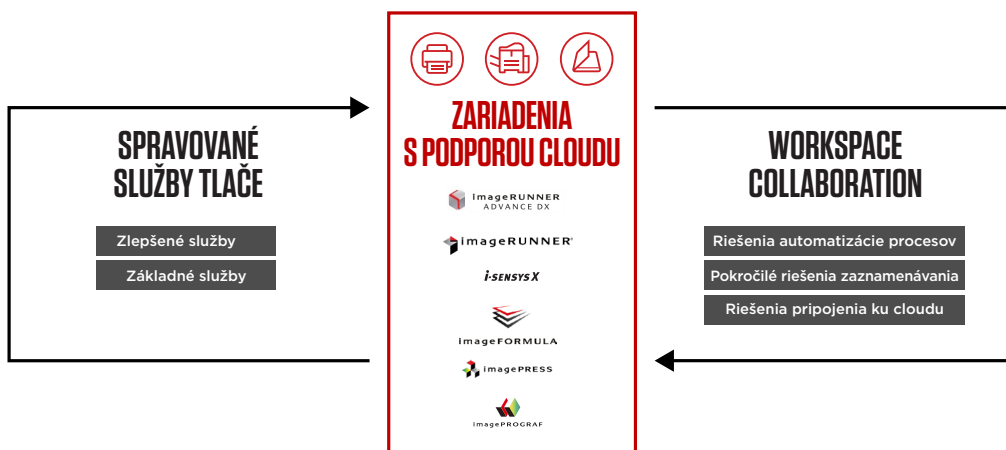 SPRAVOVANÉ
SLUŽBY TLAČE
Zlepšené služby
Základné služby
ZARIADENIA
S PODPOROU CLOUDU
imageRUNNER
ADVANCE DX
imageRUNNER®
i-SENSYS X
imageFORMULA
imagePRESS
imagePROGRAF
WORKSPACE
COLLABORATION
Riešenia automatizácie procesov
Pokročilé riešenia zaznamenávania
Riešenia pripojenia ku cloudu